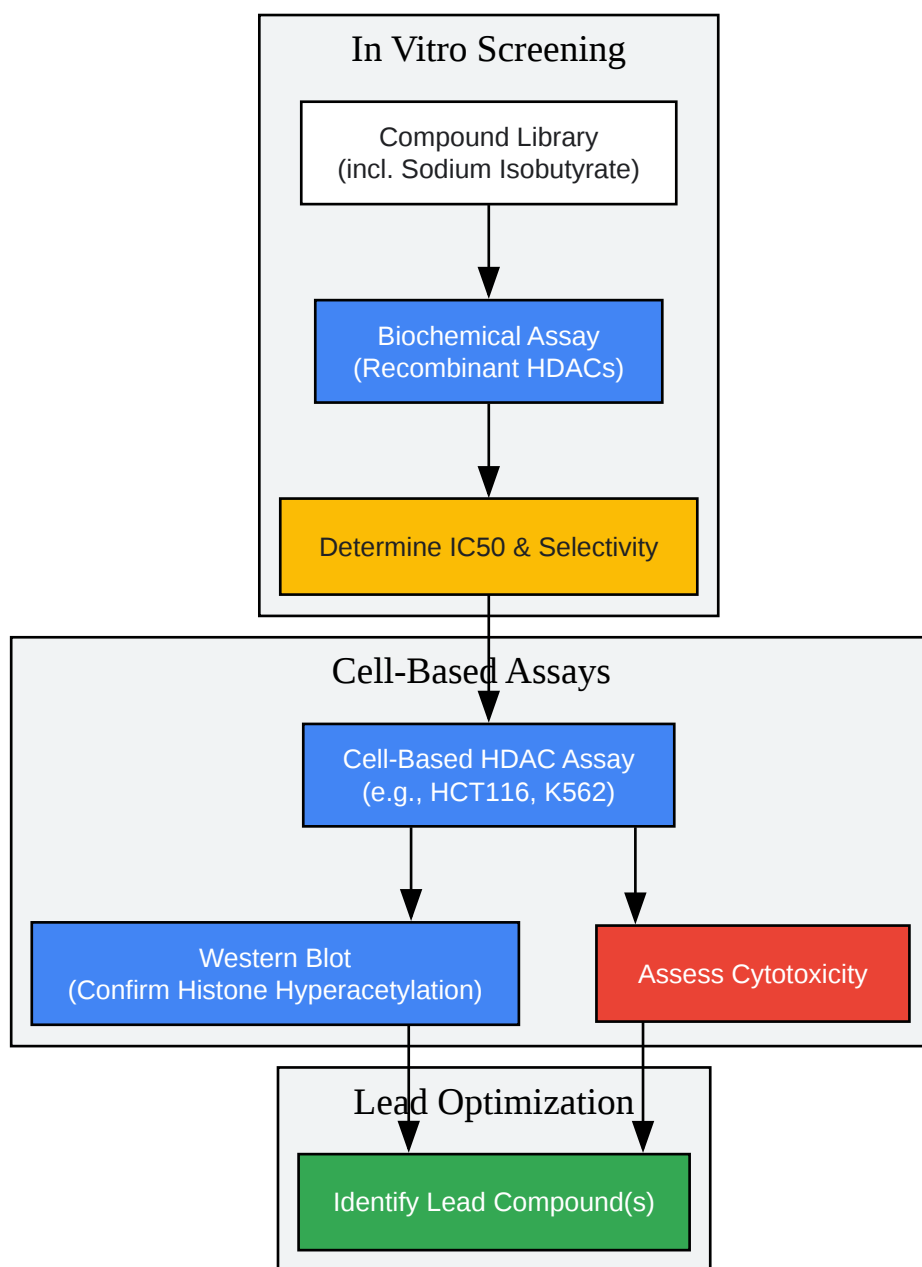 In Vitro Screening
Compound Library
(incl. Sodium Isobutyrate)
Biochemical Assay
(Recombinant HDACs)
Determine IC50 & Selectivity
Cell-Based Assays
Cell-Based HDAC Assay
(e.g., HCT116, K562)
Western Blot
(Confirm Histone Hyperacetylation)
Assess Cytotoxicity
Lead Optimization
Identify Lead Compound(s)